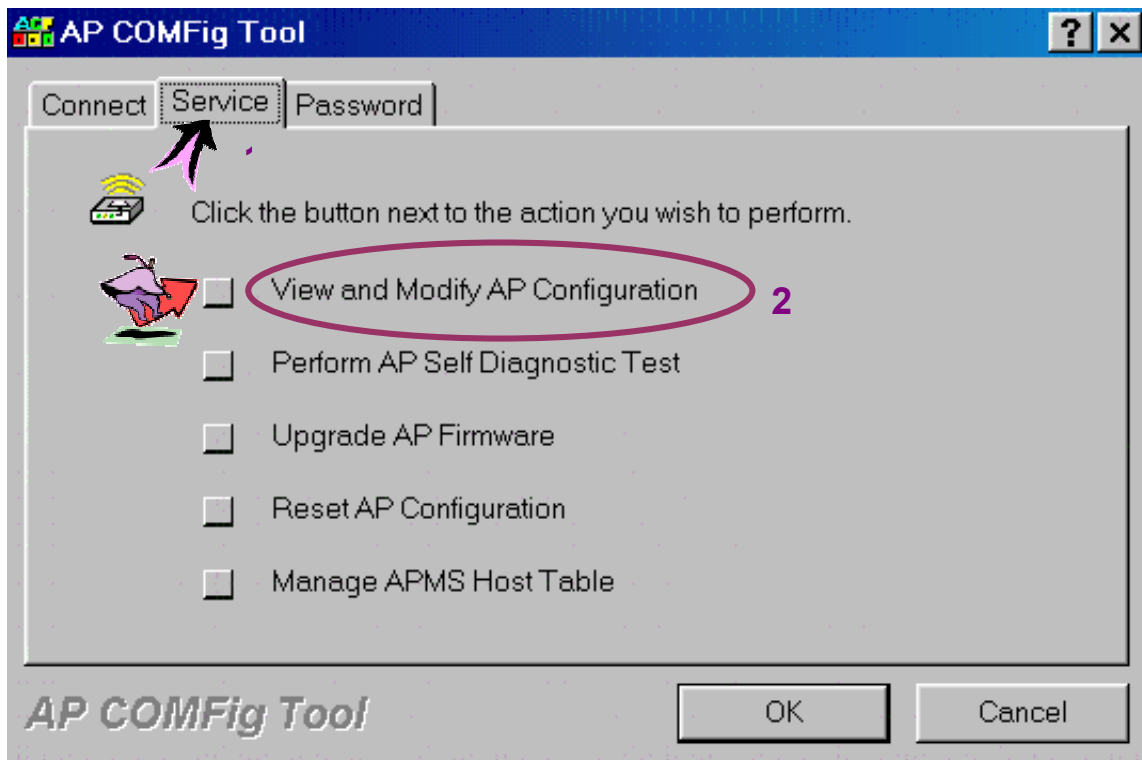 AP COMFig Tool
Connect Service Password
Click the button next to the action you wish to perform.
View and Modify AP Configuration 2
Perform AP Self Diagnostic Test
Upgrade AP Firmware
Reset AP Configuration
Manage APMS Host Table
AP COMFig Tool OK Cancel